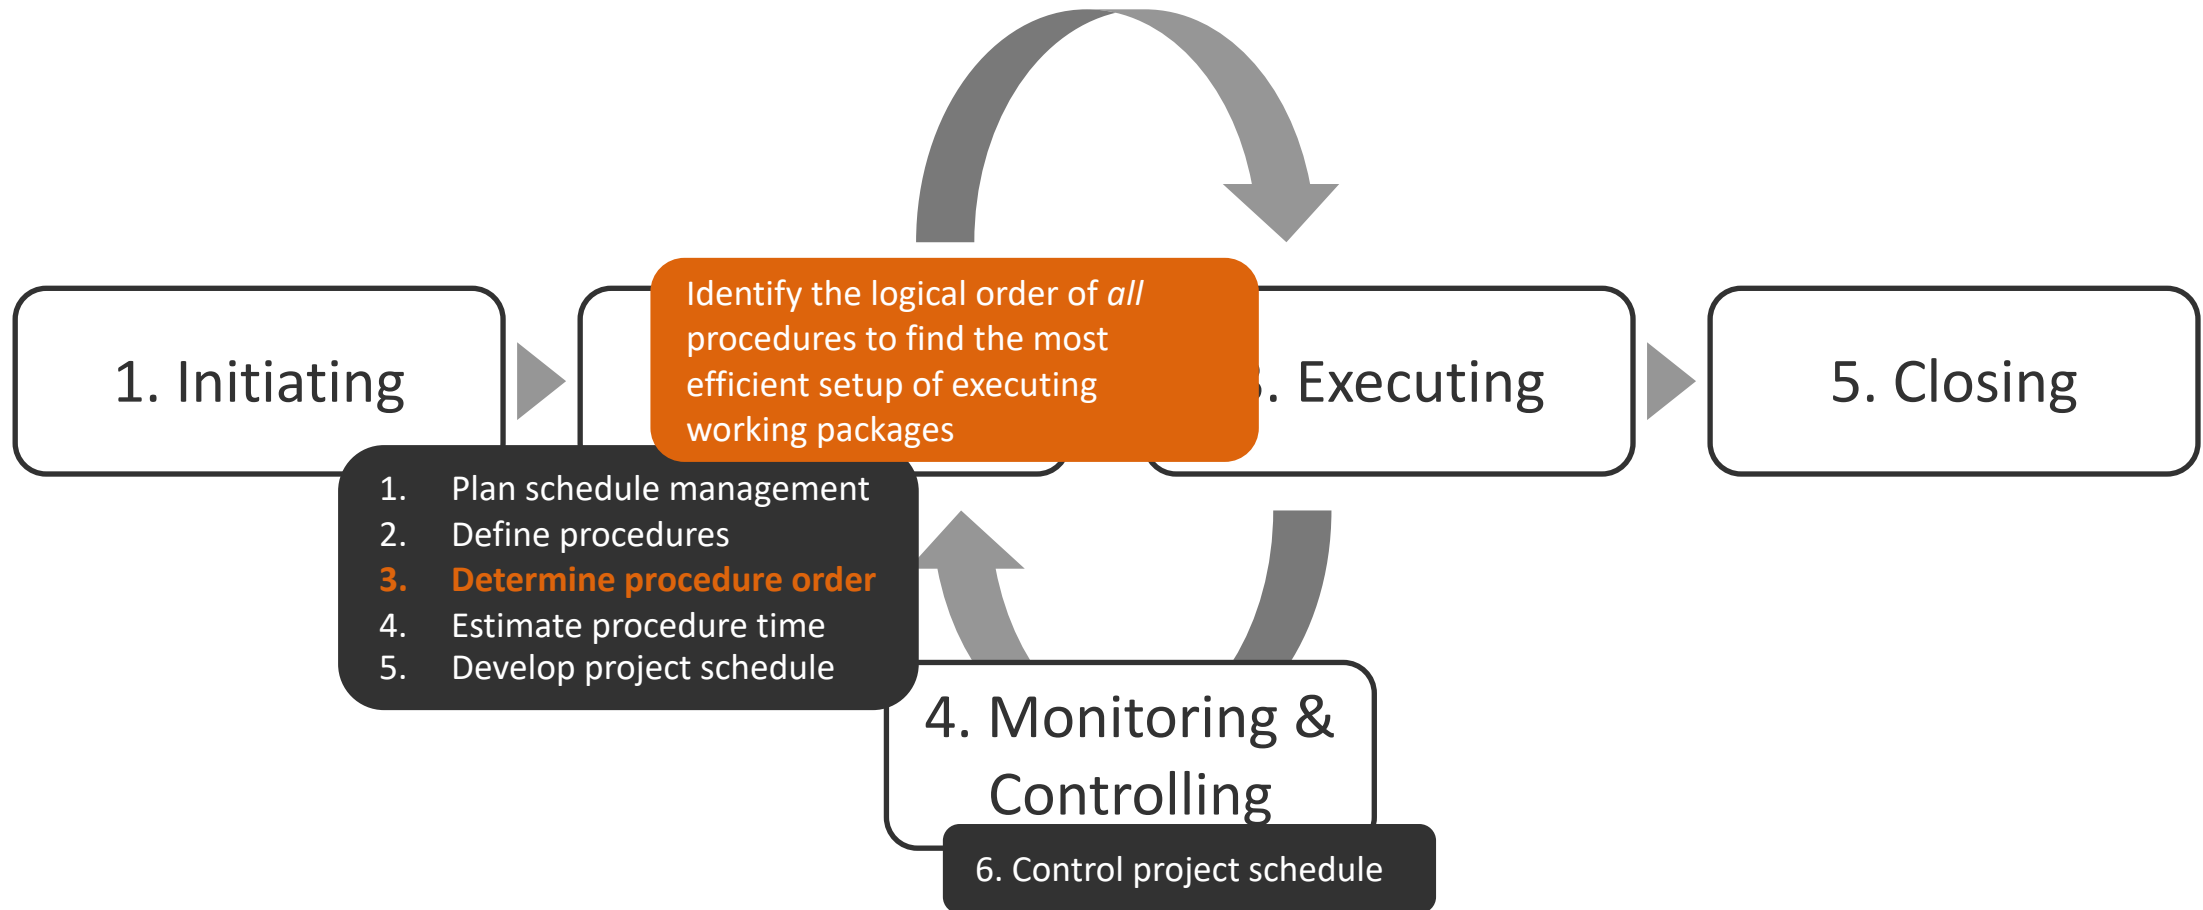 Identify the logical order of all
procedures to find the most
efficient setup of executing
working packages
1. Initiating
. Executing
5. Closing
1. Plan schedule management
2. Define procedures
3. Determine procedure order
4. Estimate procedure time
5. Develop project schedule
4. Monitoring &
Controlling
6. Control project schedule